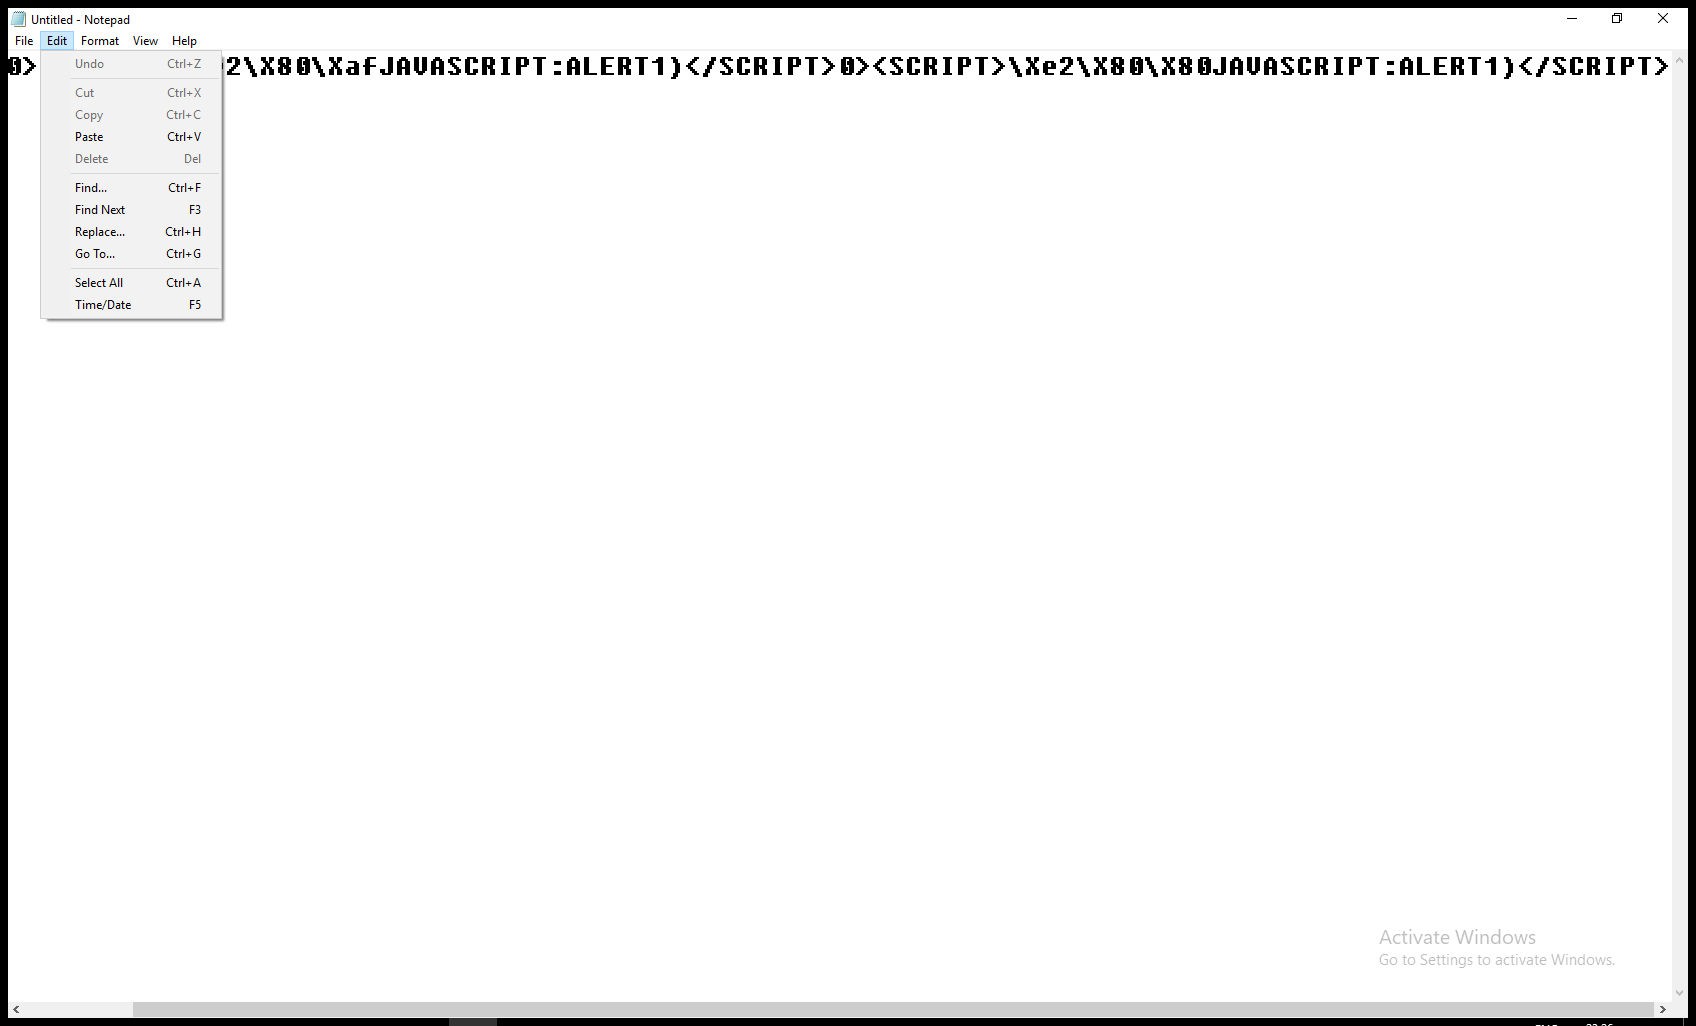 Untitled - Notepad
File Edit Format View Help
0> 2\X80\XafJAVASCRIPT:ALERT1)</SCRIPT>0><SCRIPT>\Xe2\X80\X80JAVASCRIPT:ALERT1)</SCRIPT>
Undo Ctrl+Z
Cut Ctrl+X
Copy Ctrl+C
Paste Ctrl+V
Delete Del
Find... Ctrl+F
Find Next F3
Replace... Ctrl+H
Go To... Ctrl+G
Select All Ctrl+A
Time/Date F5
Activate Windows
Go to Settings to activate Windows.